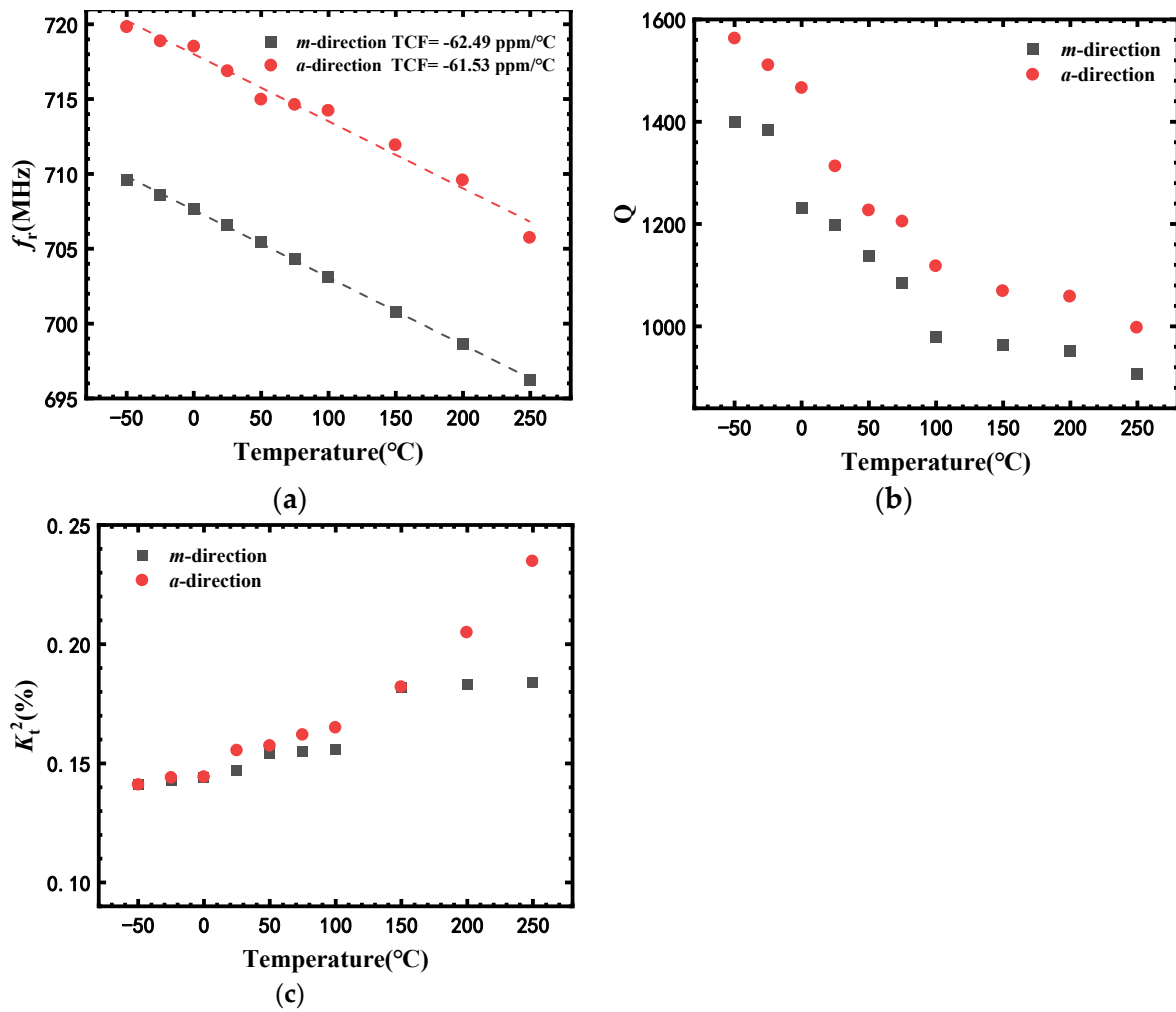 720
715
710
705
700
695
f_r(MHz)
m-direction TCF= -62.49 ppm/℃
a-direction TCF= -61.53 ppm/℃
−50 0 50 100 150 200 250
Temperature(℃)
(a)
1600
1400
1200
1000
Q
m-direction
a-direction
−50 0 50 100 150 200 250
Temperature(℃)
(b)
0.25
0.20
0.15
0.10
K_t^2(%)
m-direction
a-direction
−50 0 50 100 150 200 250
Temperature(℃)
(c)